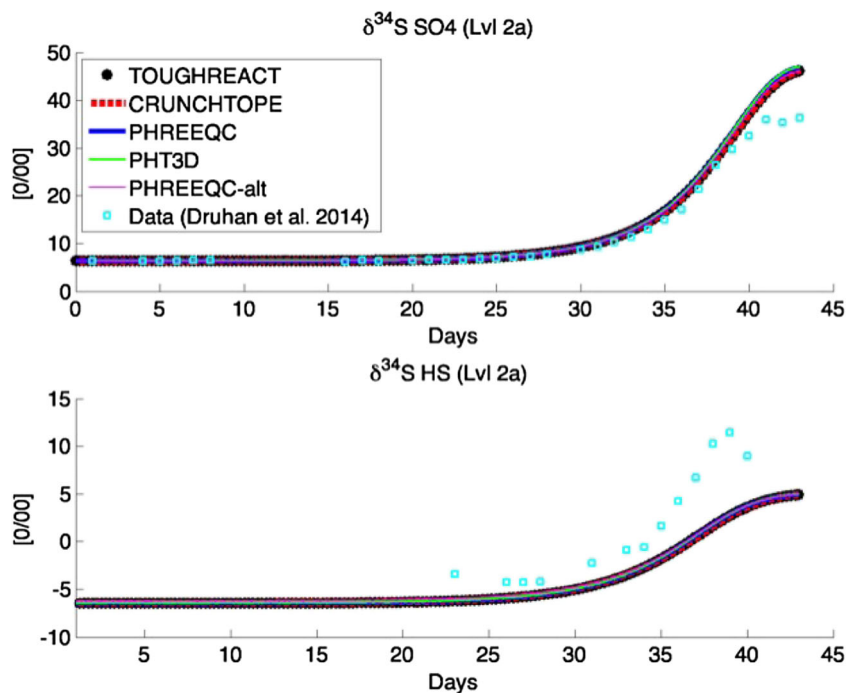 δ³⁴S SO4 (Lvl 2a)
50
40
30
20
10
0
[0/00]
TOUGHREACT
CRUNCHTOPE
PHREEQC
PHT3D
PHREEQC-alt
Data (Druhan et al. 2014)
0 5 10 15 20 25 30 35 40 45
Days
δ³⁴S HS (Lvl 2a)
15
10
5
0
-5
-10
[0/00]
5 10 15 20 25 30 35 40 45
Days